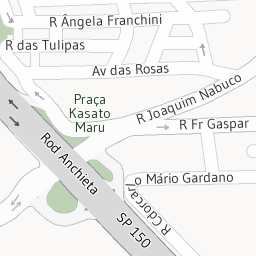 R Ângela Franchini
R das Tulipas
Av das Rosas
Praça
Kasato
Maru
R Joaquim Nabuco
R Fr Gaspar
Rod Anchieta
o Mário Gardano
SP 150